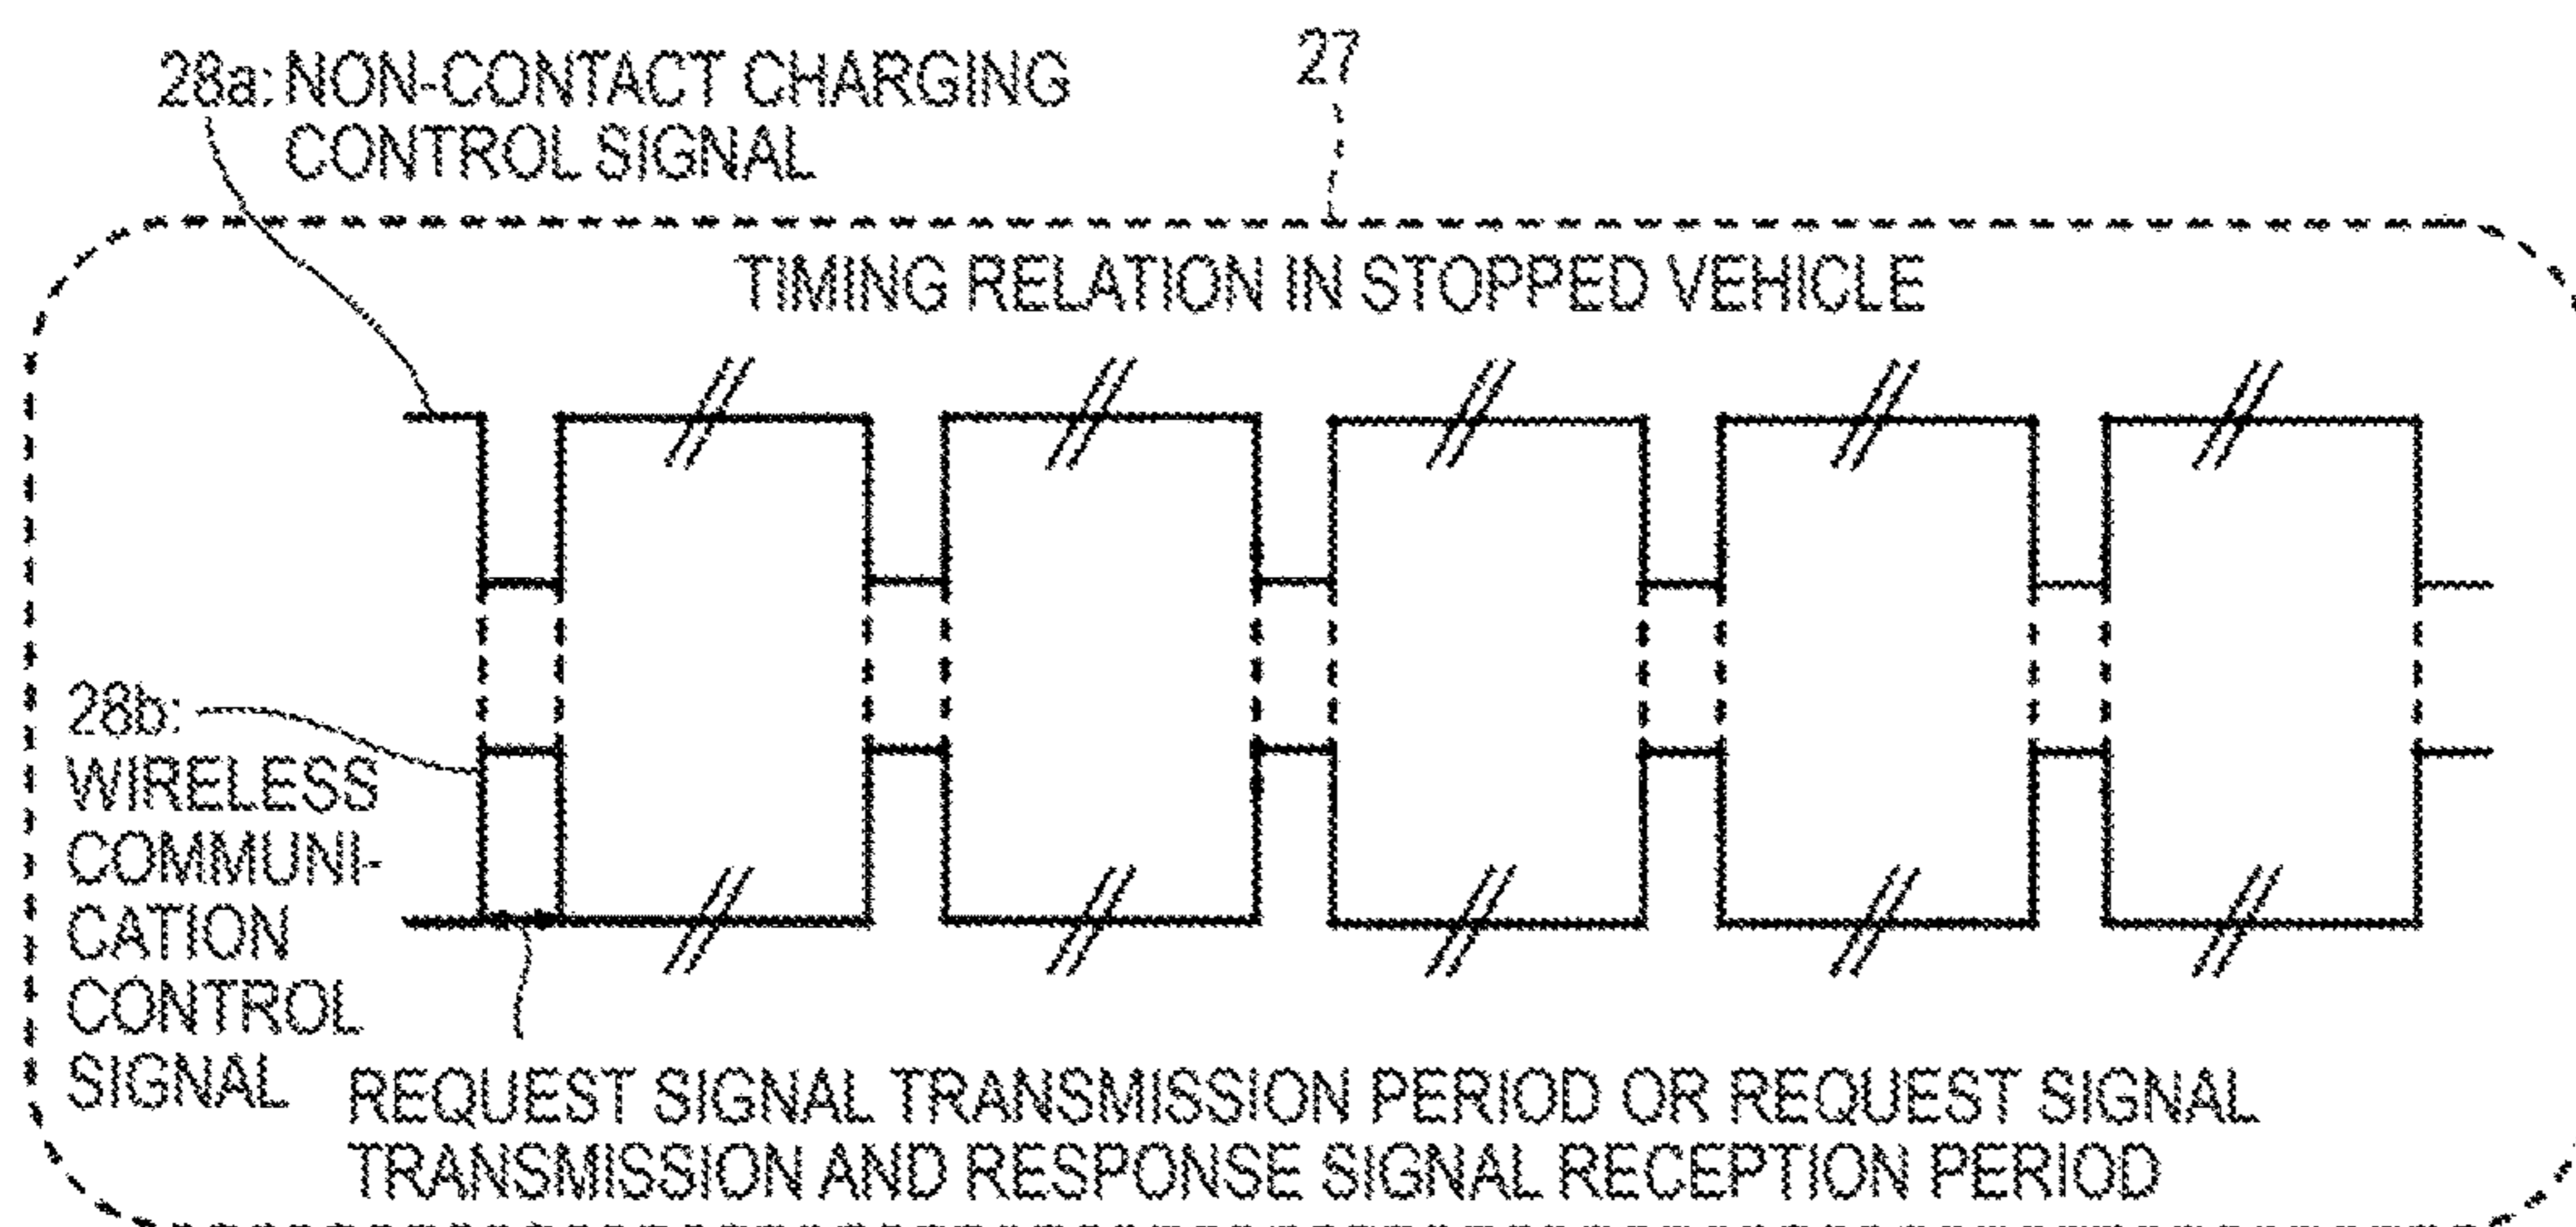 28a: NON-CONTACT CHARGING
CONTROL SIGNAL
27
TIMING RELATION IN STOPPED VEHICLE
28b:
WIRELESS
COMMUNI-
CATION
CONTROL
SIGNAL
REQUEST SIGNAL TRANSMISSION PERIOD OR REQUEST SIGNAL
TRANSMISSION AND RESPONSE SIGNAL RECEPTION PERIOD